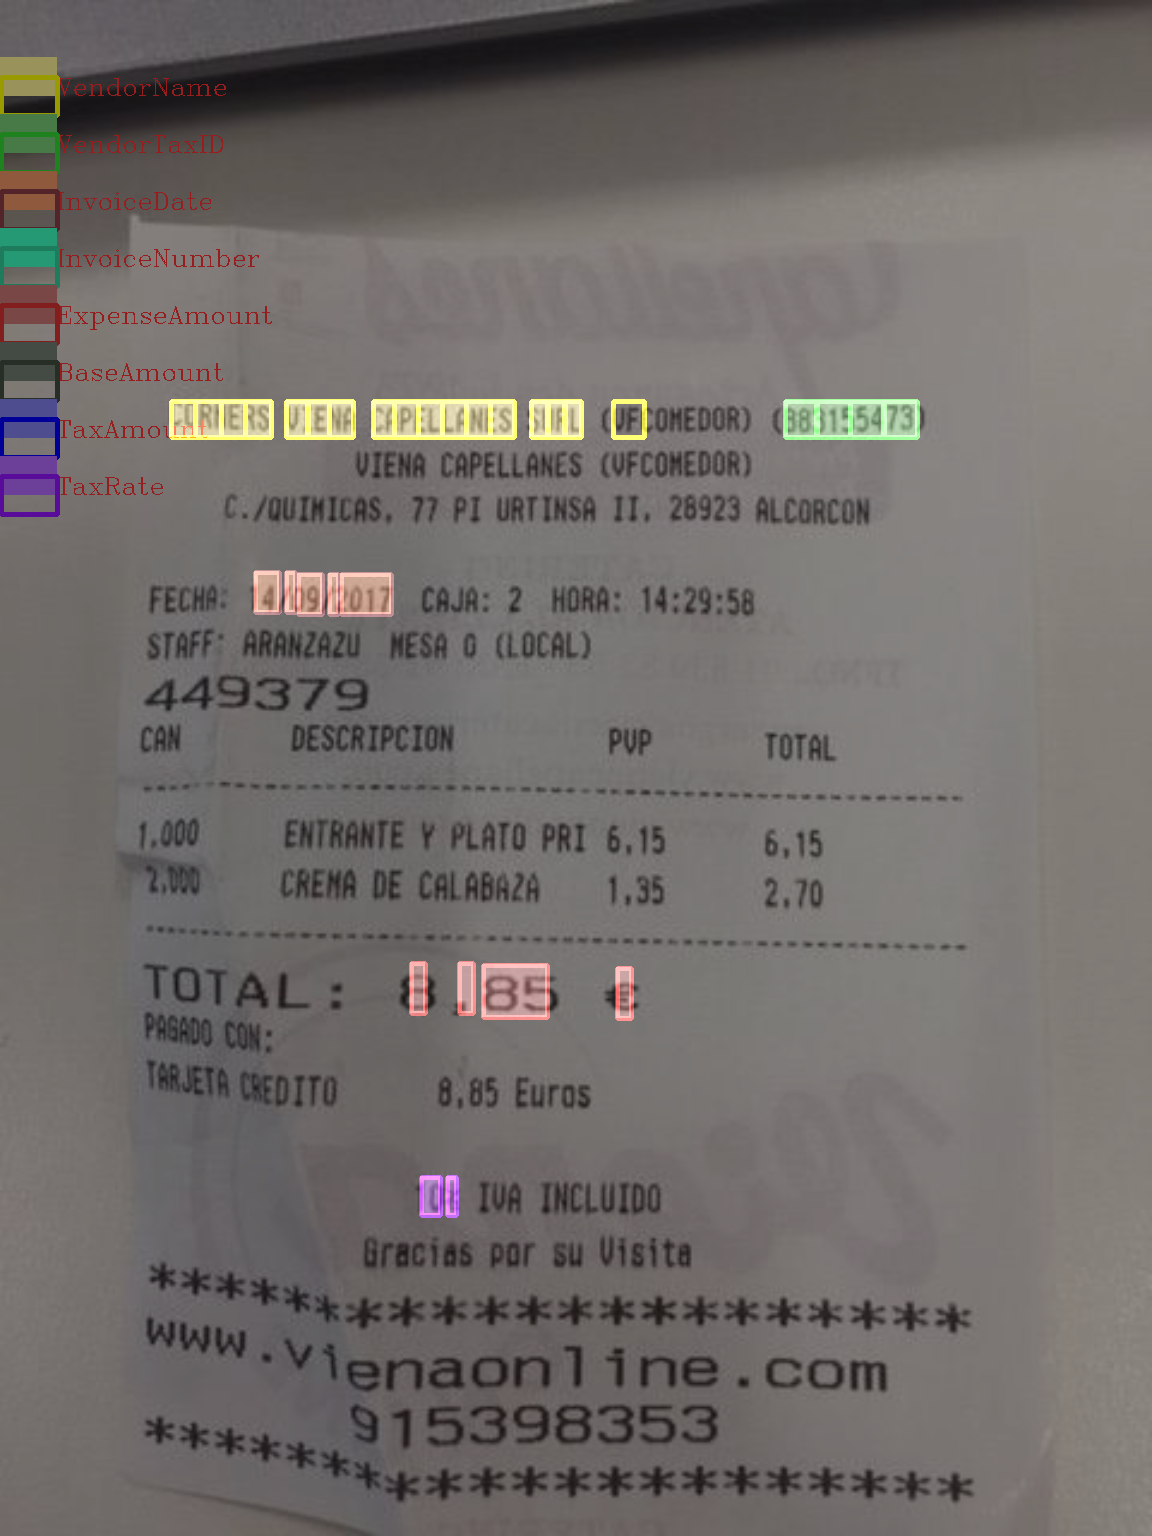 VendorName
VendorTaxID
InvoiceDate
InvoiceNumber
ExpenseAmount
BaseAmount
TaxAmount
TaxRate
Capellanes
CORNERS VIENA CAPELLANES SURL (VFCOMEDOR) (B83155473)
VIENA CAPELLANES (VFCOMEDOR)
C./QUIMICAS, 77 PI URTINSA II, 28923 ALCORCON
FECHA: 14/09/2017 CAJA: 2 HORA: 14:29:58
STAFF: ARANZAZU MESA 0 (LOCAL)
449379
CAN DESCRIPCION PVP TOTAL
1,000 ENTRANTE Y PLATO PRI 6,15 6,15
2,000 CREMA DE CALABAZA 1,35 2,70
TOTAL: 8,85 €
PAGADO CON:
TARJETA CREDITO 8,85 Euros
IVA INCLUIDO
Gracias por su Visita
********************
www.vienaonline.com
915398353
********************